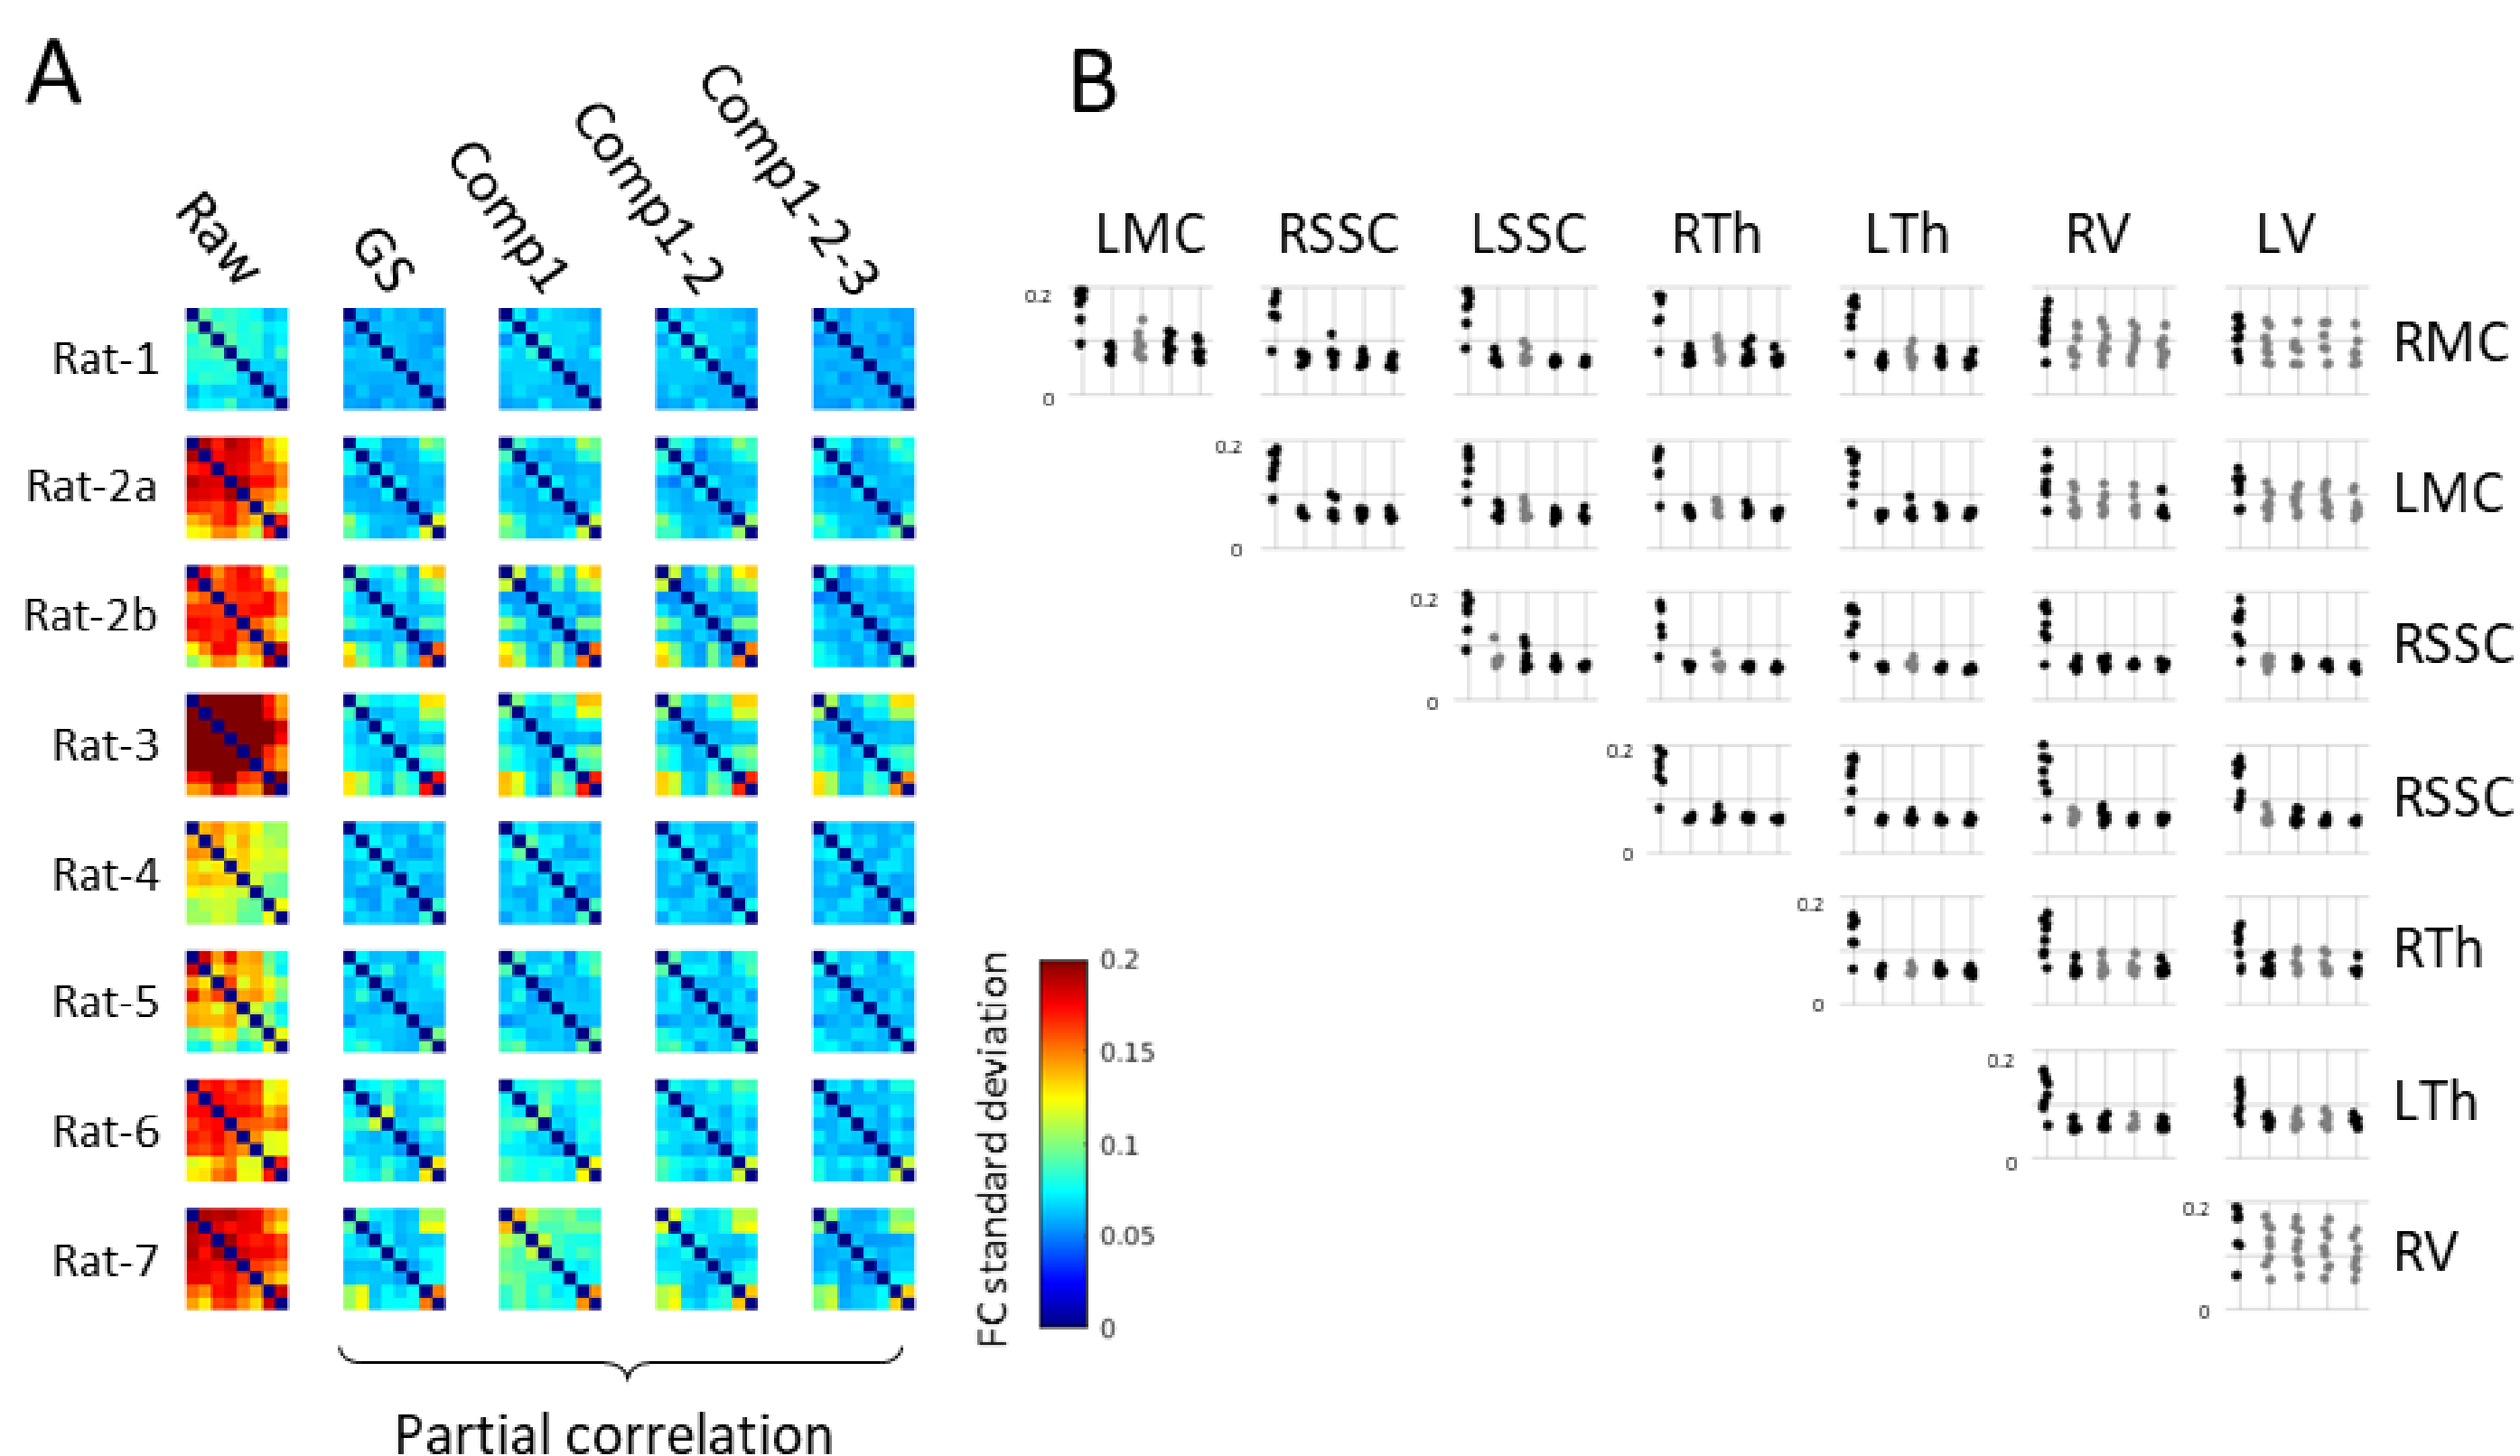 A
B
Raw
GS
Comp1
Comp1-2
Comp1-2-3
Rat-1
Rat-2a
Rat-2b
Rat-3
Rat-4
Rat-5
Rat-6
Rat-7
Partial correlation
FC standard deviation
0.2
0.15
0.1
0.05
0
LMC RSSC LSSC RTh LTh RV LV
0.2
0
RMC
0.2
0
LMC
0.2
0
RSSC
0.2
0
RSSC
0.2
0
RTh
0.2
0
LTh
0.2
0
RV